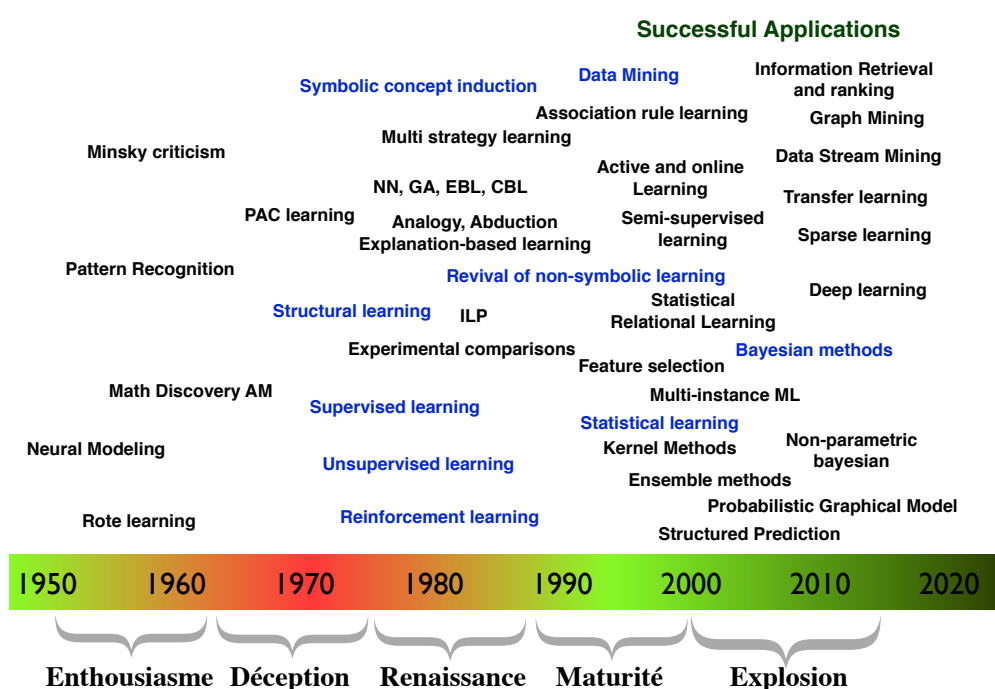 Successful Applications
Symbolic concept induction
Data Mining
Information Retrieval
and ranking
Association rule learning
Graph Mining
Multi strategy learning
Minsky criticism
Data Stream Mining
Active and online
Learning
NN, GA, EBL, CBL
Transfer learning
PAC learning
Analogy, Abduction
Explanation-based learning
Semi-supervised
learning
Sparse learning
Pattern Recognition
Revival of non-symbolic learning
Deep learning
Structural learning
ILP
Statistical
Relational Learning
Experimental comparisons
Bayesian methods
Feature selection
Math Discovery AM
Multi-instance ML
Supervised learning
Statistical learning
Neural Modeling
Kernel Methods
Non-parametric
bayesian
Unsupervised learning
Ensemble methods
Probabilistic Graphical Model
Rote learning
Reinforcement learning
Structured Prediction
1950 1960 1970 1980 1990 2000 2010 2020
Enthousiasme Déception Renaissance Maturité Explosion